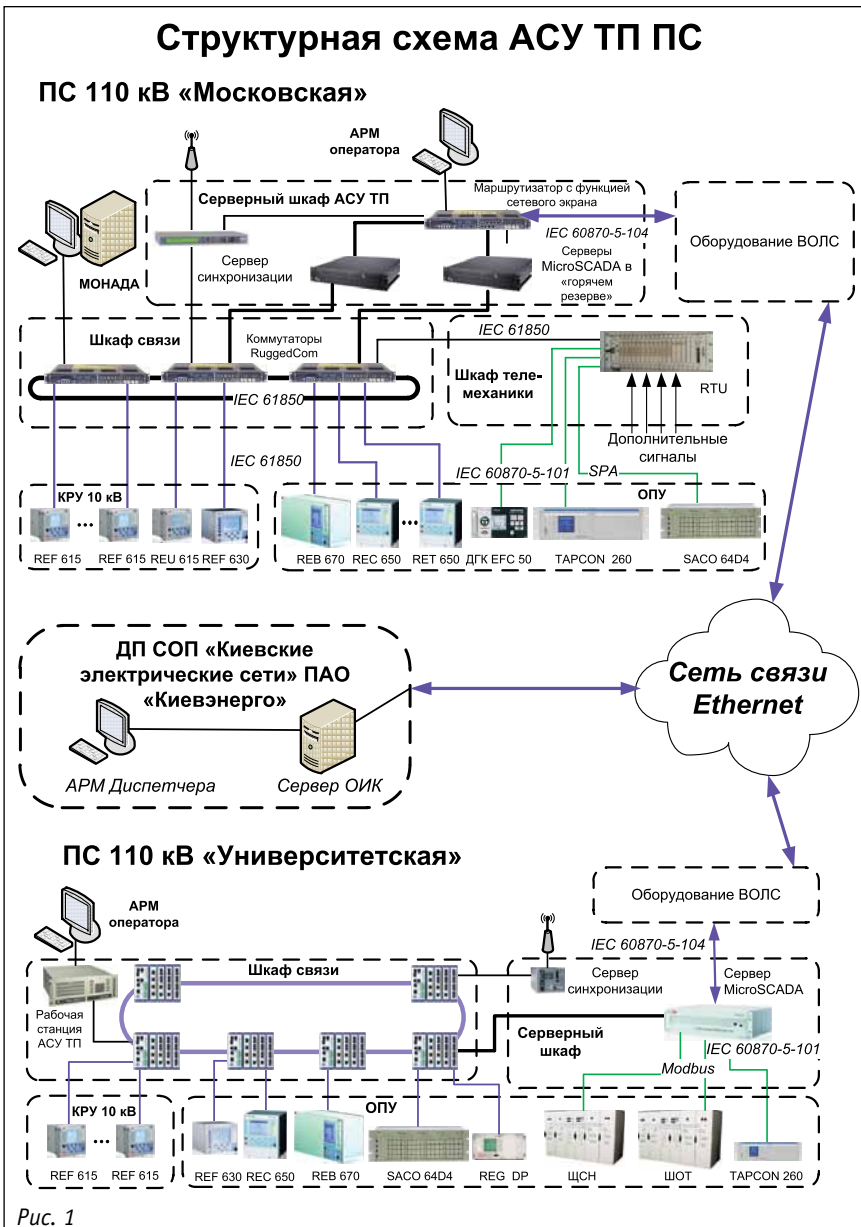 Структурная схема АСУ ТП ПС
ПС 110 кВ «Московская»
АРМ
оператора
Серверный шкаф АСУ ТП
Маршрутизатор с функцией
сетевого экрана
IEC 60870-5-104
Оборудование ВОЛС
Сервер
синхронизации
Серверы
MicroSCADA в
«горячем
резерве»
МОНАДА
Шкаф связи
Коммутаторы
RuggedCom
IEC 61850
IEC 61850
Шкаф теле-
механики
RTU
Дополнительные
сигналы
IEC 61850
IEC 60870-5-101
SPA
КРУ 10 кВ
ОПУ
REF 615
REF 615
REU 615
REF 630
REB 670
REC 650
RET 650
ДГК EFC 50
TAPCON 260
SACO 64D4
ДП СОП «Киевские
электрические сети» ПАО
«Киевэнерго»
АРМ Диспетчера
Сервер ОИК
Сеть связи
Ethernet
ПС 110 кВ «Университетская»
Оборудование ВОЛС
АРМ
оператора
IEC 60870-5-104
Шкаф связи
Сервер
синхронизации
Сервер
MicroSCADA
Рабочая
станция
АСУ ТП
Серверный
шкаф
IEC 60870-5-101
Modbus
КРУ 10 кВ
ОПУ
REF 615
REF 615
REF 630
REC 650
REB 670
SACO 64D4
REG DP
ЩСН
ШОТ
TAPCON 260
Рис. 1